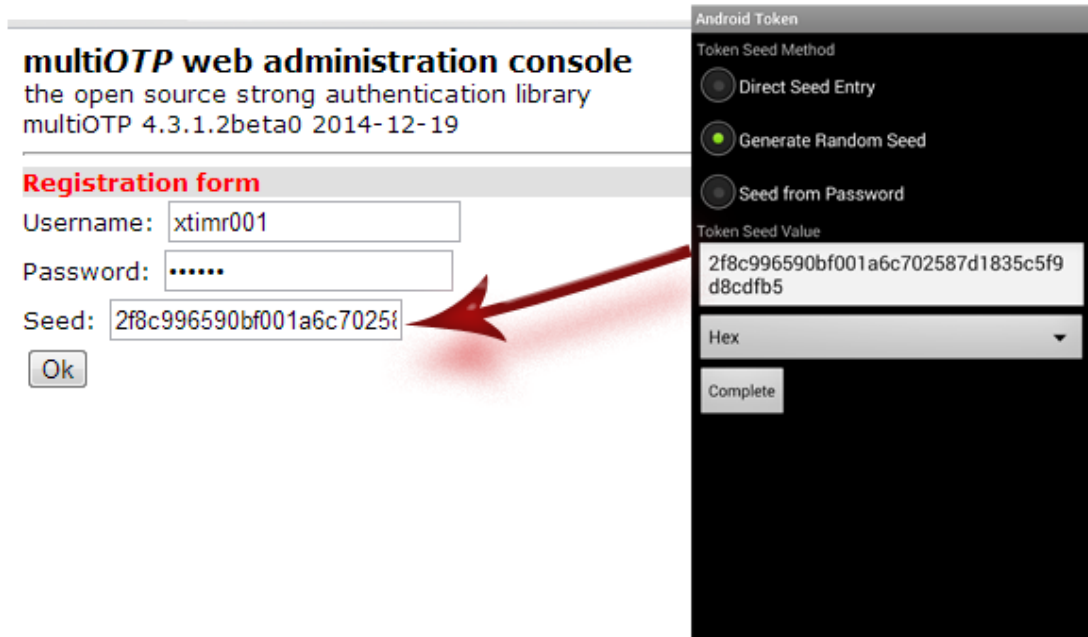 multiOTP web administration console
the open source strong authentication library
multiOTP 4.3.1.2beta0 2014-12-19
Registration form
Username: xtimr001
Password: ••••••
Seed: 2f8c996590bf001a6c70258
Ok
Android Token
Token Seed Method
Direct Seed Entry
Generate Random Seed
Seed from Password
Token Seed Value
2f8c996590bf001a6c702587d1835c5f9
d8cdfb5
Hex
Complete